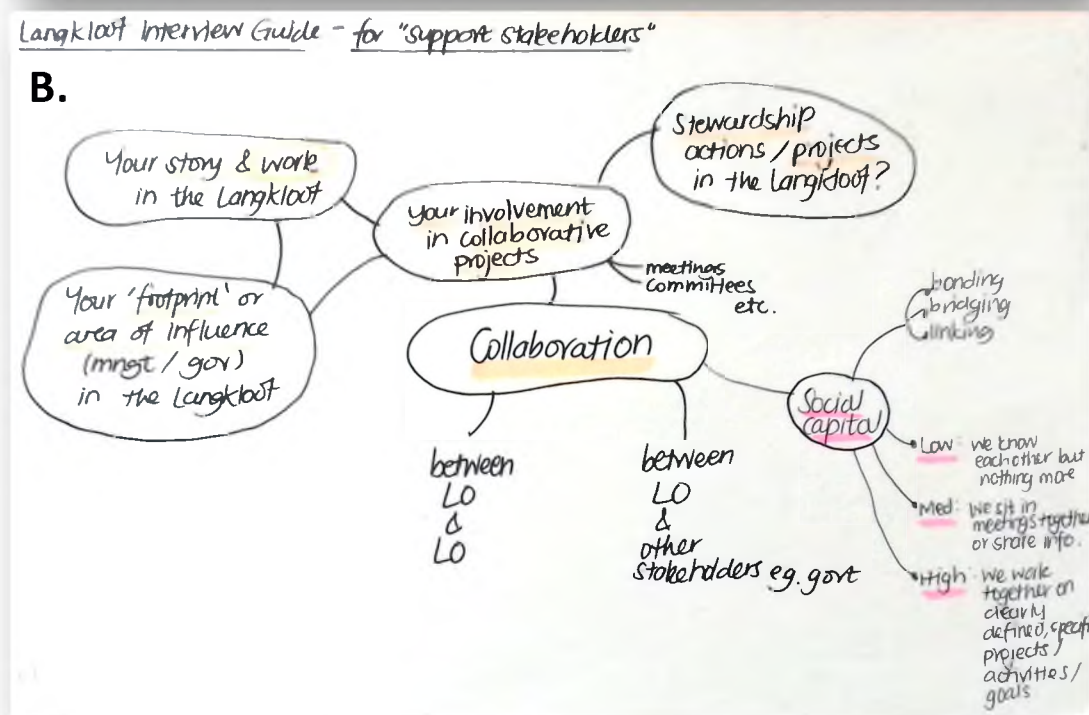 Langkloof Interview Guide - for "support stakeholders"
B.
Your story & work
in the Langkloof
Your 'footprint' or
area of influence
(mngt / gov)
in the Langkloof
Your involvement
in collaborative
projects
meetings
committees
etc.
Stewardship
actions / projects
in the Langkloof?
Collaboration
between
LO
&
LO
between
LO
&
other
stakeholders eg. govt
Social
capital
bonding
bridging
linking
Low: we know
each other but
nothing more
Med: We sit in
meetings together
or share info.
High: we work
together on
clearly
defined, specifi
projects /
activities /
goals